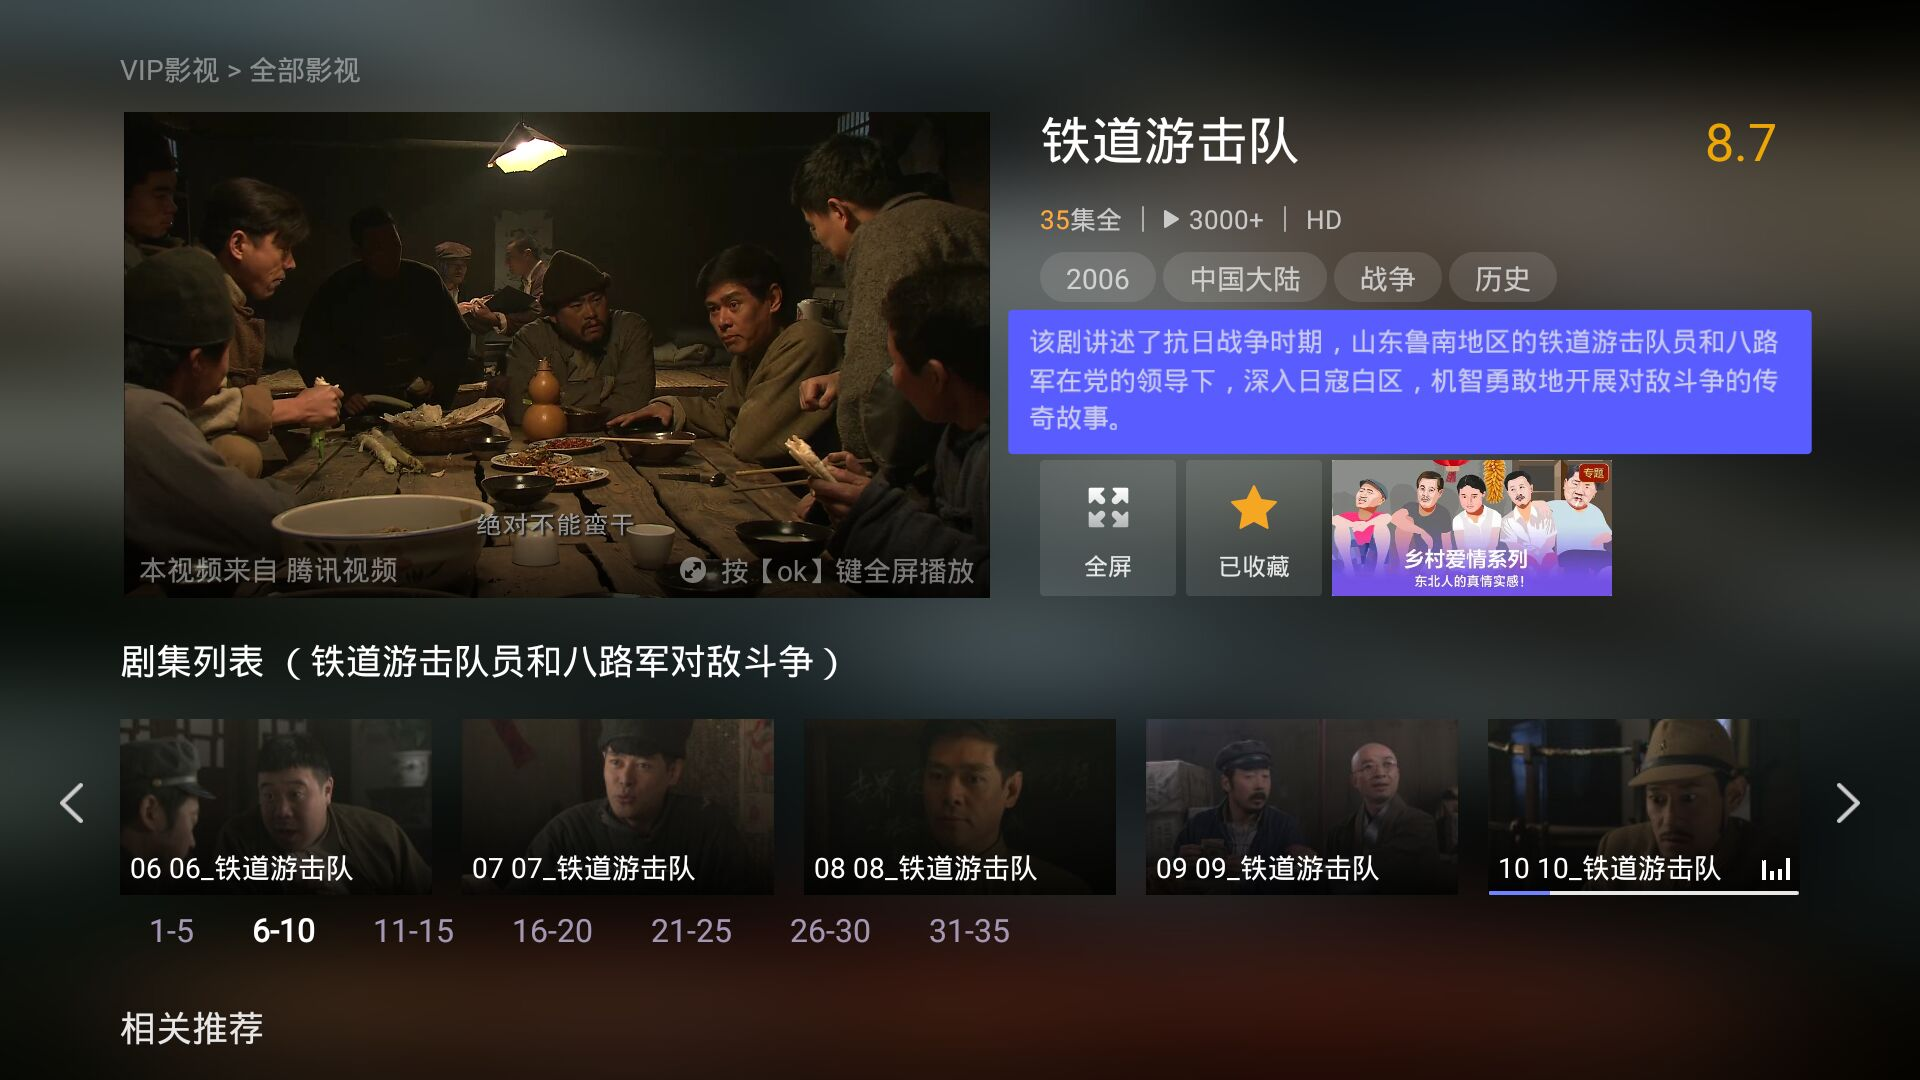 VIP影视 > 全部影视
铁道游击队
8.7
35集全 | 3000+ | HD
2006 中国大陆 战争 历史
该剧讲述了抗日战争时期，山东鲁南地区的铁道游击队员和八路
军在党的领导下，深入日寇白区，机智勇敢地开展对敌斗争的传
奇故事。
绝对不能蛮干
本视频来自 腾讯视频
按【ok】键全屏播放
全屏
已收藏
专题
乡村爱情系列
东北人的真情实感！
剧集列表 （铁道游击队员和八路军对敌斗争）
06 06_铁道游击队
07 07_铁道游击队
08 08_铁道游击队
09 09_铁道游击队
10 10_铁道游击队
1-5 6-10 11-15 16-20 21-25 26-30 31-35
相关推荐